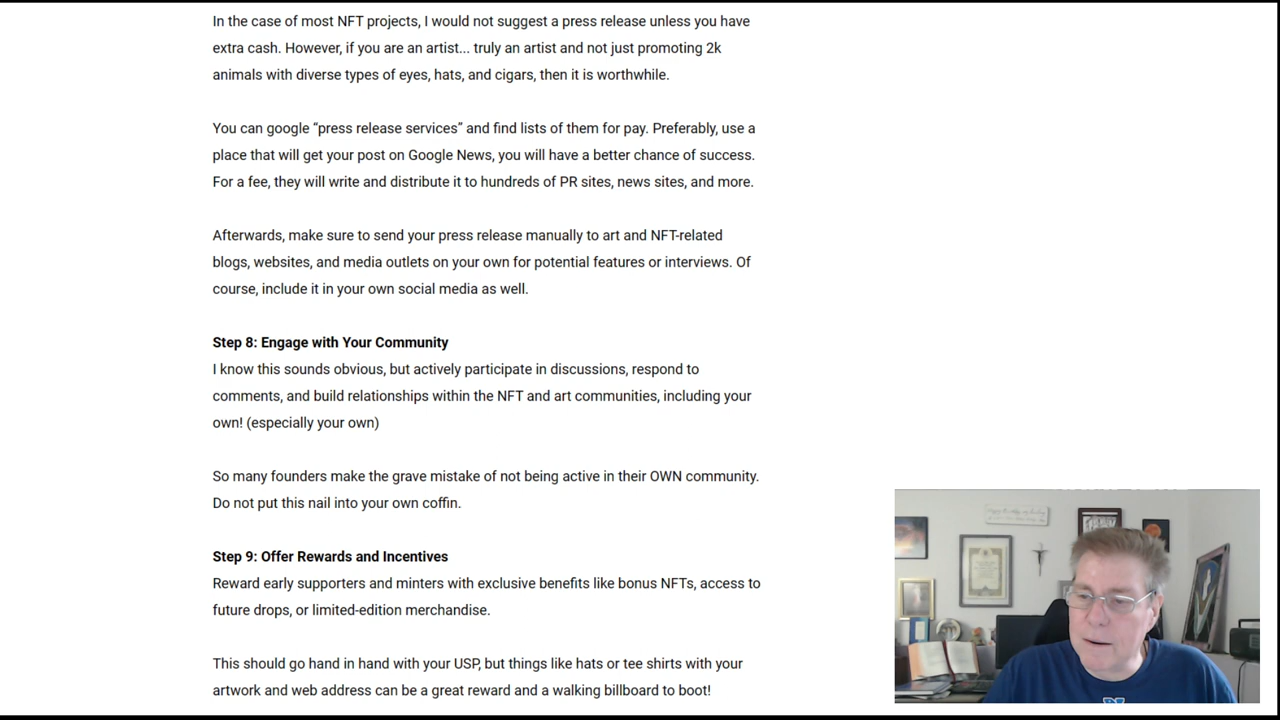 In the case of most NFT projects, I would not suggest a press release unless you have
extra cash. However, if you are an artist... truly an artist and not just promoting 2k
animals with diverse types of eyes, hats, and cigars, then it is worthwhile.
You can google “press release services” and find lists of them for pay. Preferably, use a
place that will get your post on Google News, you will have a better chance of success.
For a fee, they will write and distribute it to hundreds of PR sites, news sites, and more.
Afterwards, make sure to send your press release manually to art and NFT-related
blogs, websites, and media outlets on your own for potential features or interviews. Of
course, include it in your own social media as well.
Step 8: Engage with Your Community
I know this sounds obvious, but actively participate in discussions, respond to
comments, and build relationships within the NFT and art communities, including your
own! (especially your own)
So many founders make the grave mistake of not being active in their OWN community.
Do not put this nail into your own coffin.
Step 9: Offer Rewards and Incentives
Reward early supporters and minters with exclusive benefits like bonus NFTs, access to
future drops, or limited-edition merchandise.
This should go hand in hand with your USP, but things like hats or tee shirts with your
artwork and web address can be a great reward and a walking billboard to boot!